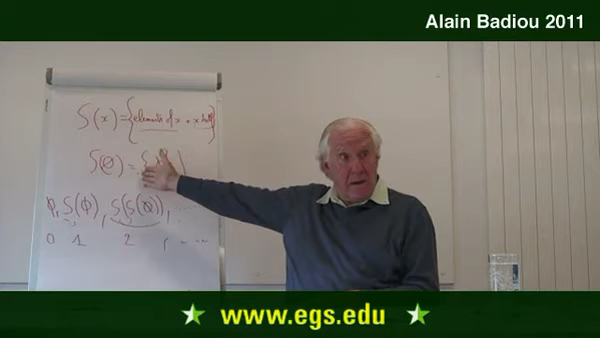 Alain Badiou 2011
S(x) = {elements of x + x itself}
S(∅) = {
∅, S(∅), S(S(∅)), ....
0 1 2 , ....
www.egs.edu